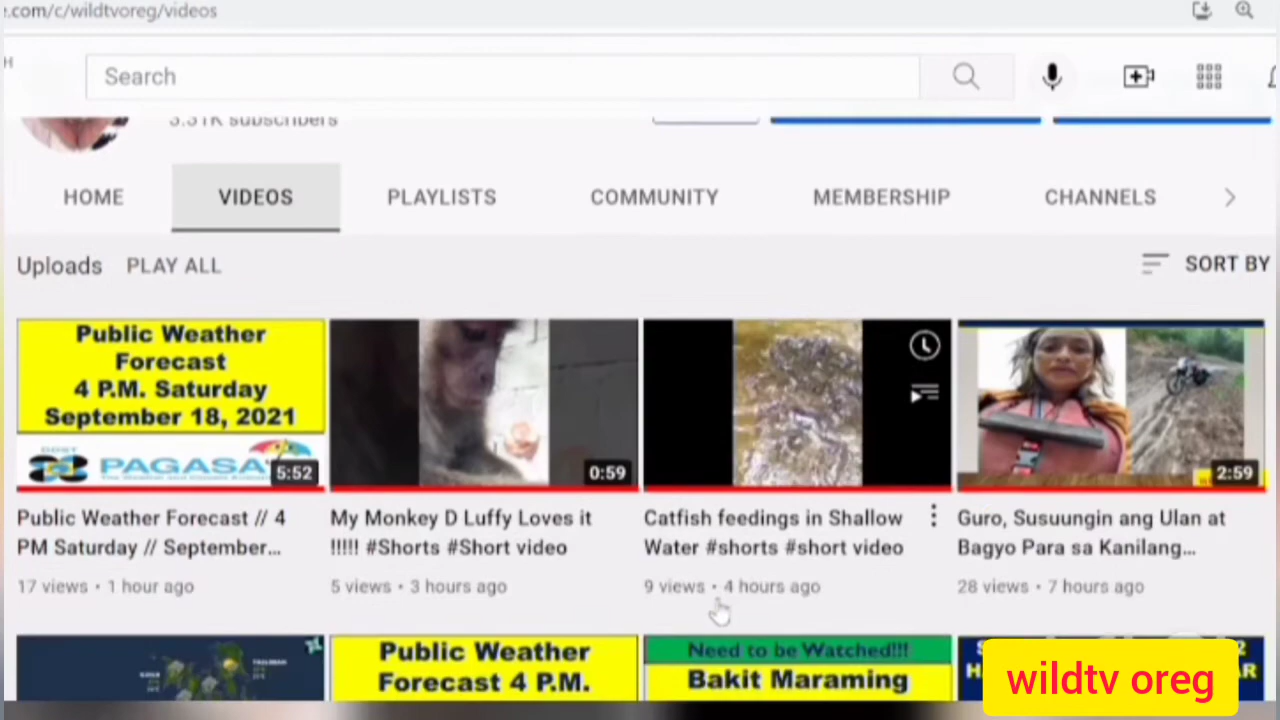 e.com/c/wildtvoreg/videos
Search
3.31K subscribers
HOME
VIDEOS
PLAYLISTS
COMMUNITY
MEMBERSHIP
CHANNELS
Uploads
PLAY ALL
SORT BY
Public Weather
Forecast
4 P.M. Saturday
September 18, 2021
DOST
PAGASA
5:52
0:59
2:59
Public Weather Forecast // 4
PM Saturday // September...
17 views • 1 hour ago
My Monkey D Luffy Loves it
!!!!! #Shorts #Short video
5 views • 3 hours ago
Catfish feedings in Shallow
Water #shorts #short video
9 views • 4 hours ago
Guro, Susuungin ang Ulan at
Bagyo Para sa Kanilang...
28 views • 7 hours ago
Public Weather
Forecast 4 P.M.
Need to be Watched!!!
Bakit Maraming
wildtv oreg